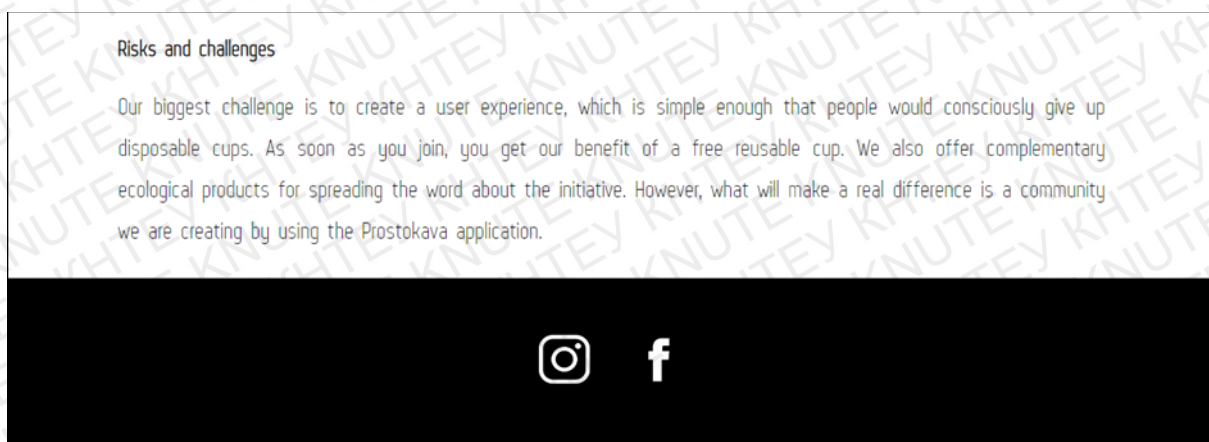 Risks and challenges
Our biggest challenge is to create a user experience, which is simple enough that people would consciously give up
disposable cups. As soon as you join, you get our benefit of a free reusable cup. We also offer complementary
ecological products for spreading the word about the initiative. However, what will make a real difference is a community
we are creating by using the Prostokava application.